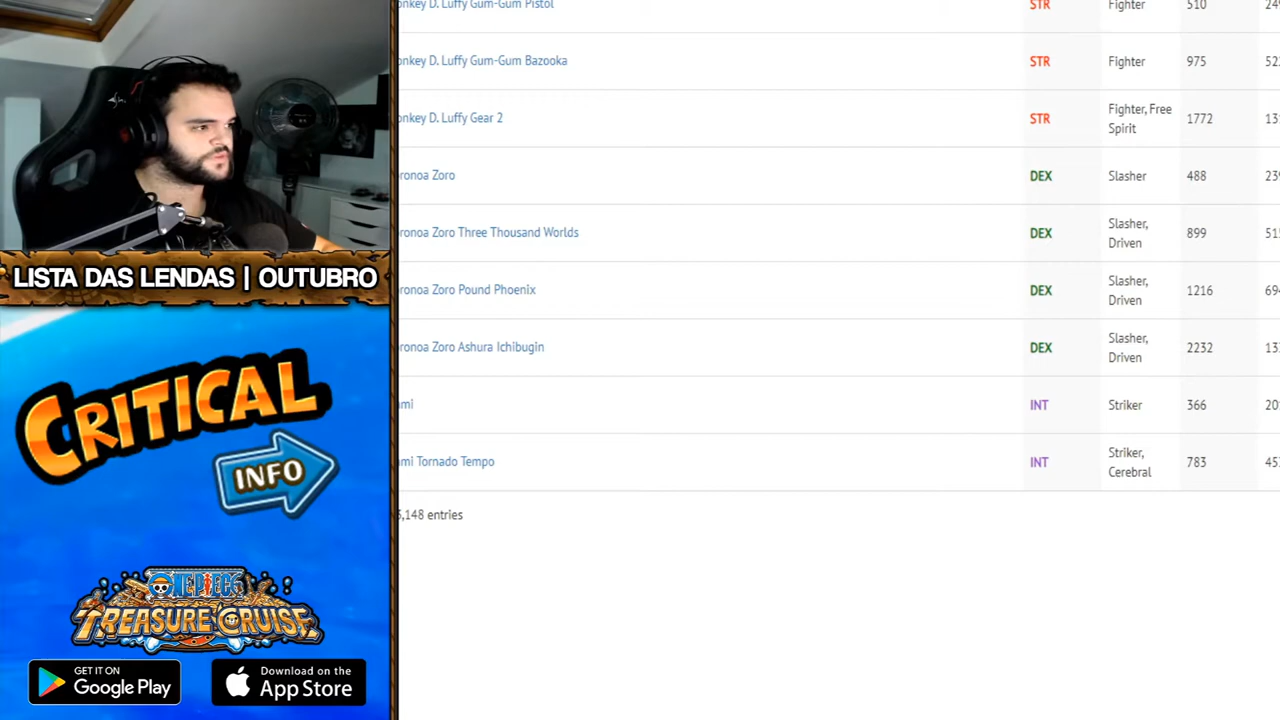 onkey D. Luffy Gum-Gum Pistol STR Fighter 510
onkey D. Luffy Gum-Gum Bazooka STR Fighter 975
onkey D. Luffy Gear 2 STR Fighter, Free Spirit 1772
oronoa Zoro DEX Slasher 488
oronoa Zoro Three Thousand Worlds DEX Slasher, Driven 899
oronoa Zoro Pound Phoenix DEX Slasher, Driven 1216
oronoa Zoro Ashura Ichibugin DEX Slasher, Driven 2232
ami INT Striker 366
ami Tornado Tempo INT Striker, Cerebral 783
3,148 entries
LISTA DAS LENDAS | OUTUBRO
CRITICAL
INFO
ONE PIECE
TREASURE CRUISE
GET IT ON
Google Play
Download on the
App Store